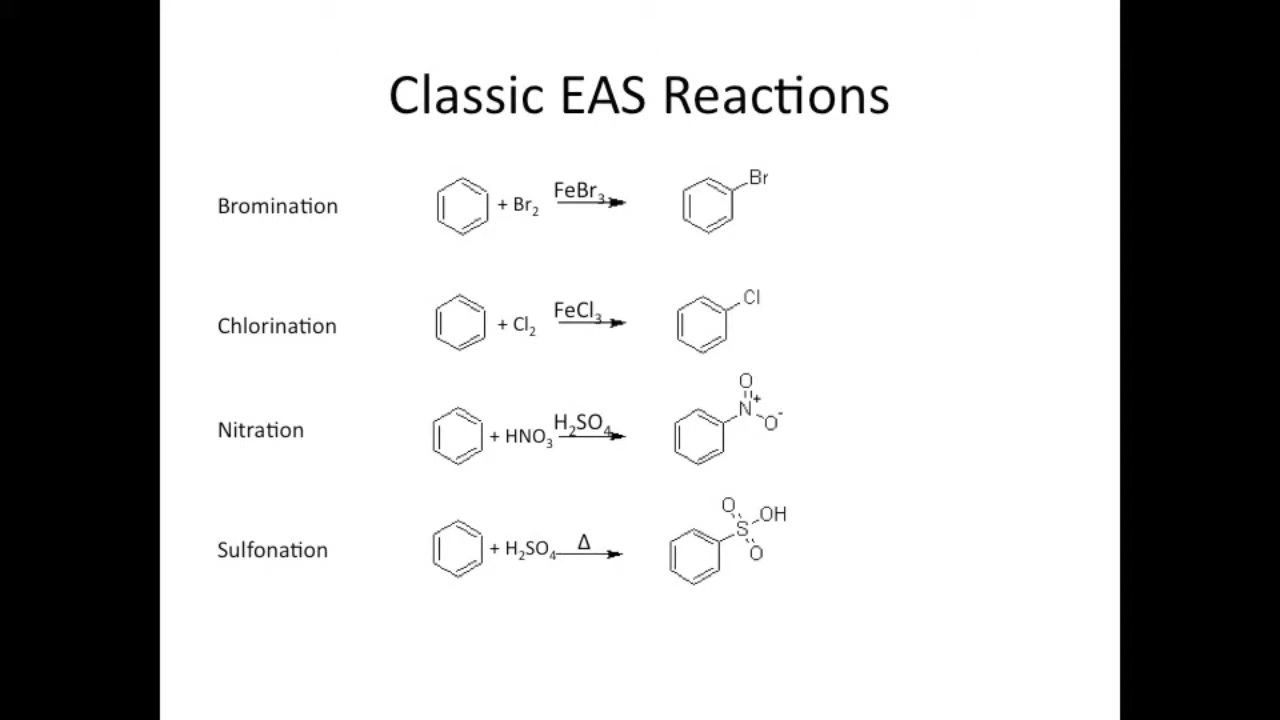 Classic EAS Reactions
Bromination
+ Br₂
FeBr₃
Br
Chlorination
+ Cl₂
FeCl₃
Cl
Nitration
+ HNO₃
H₂SO₄
O
N⁺
O⁻
Sulfonation
+ H₂SO₄
Δ
O
S
OH
O